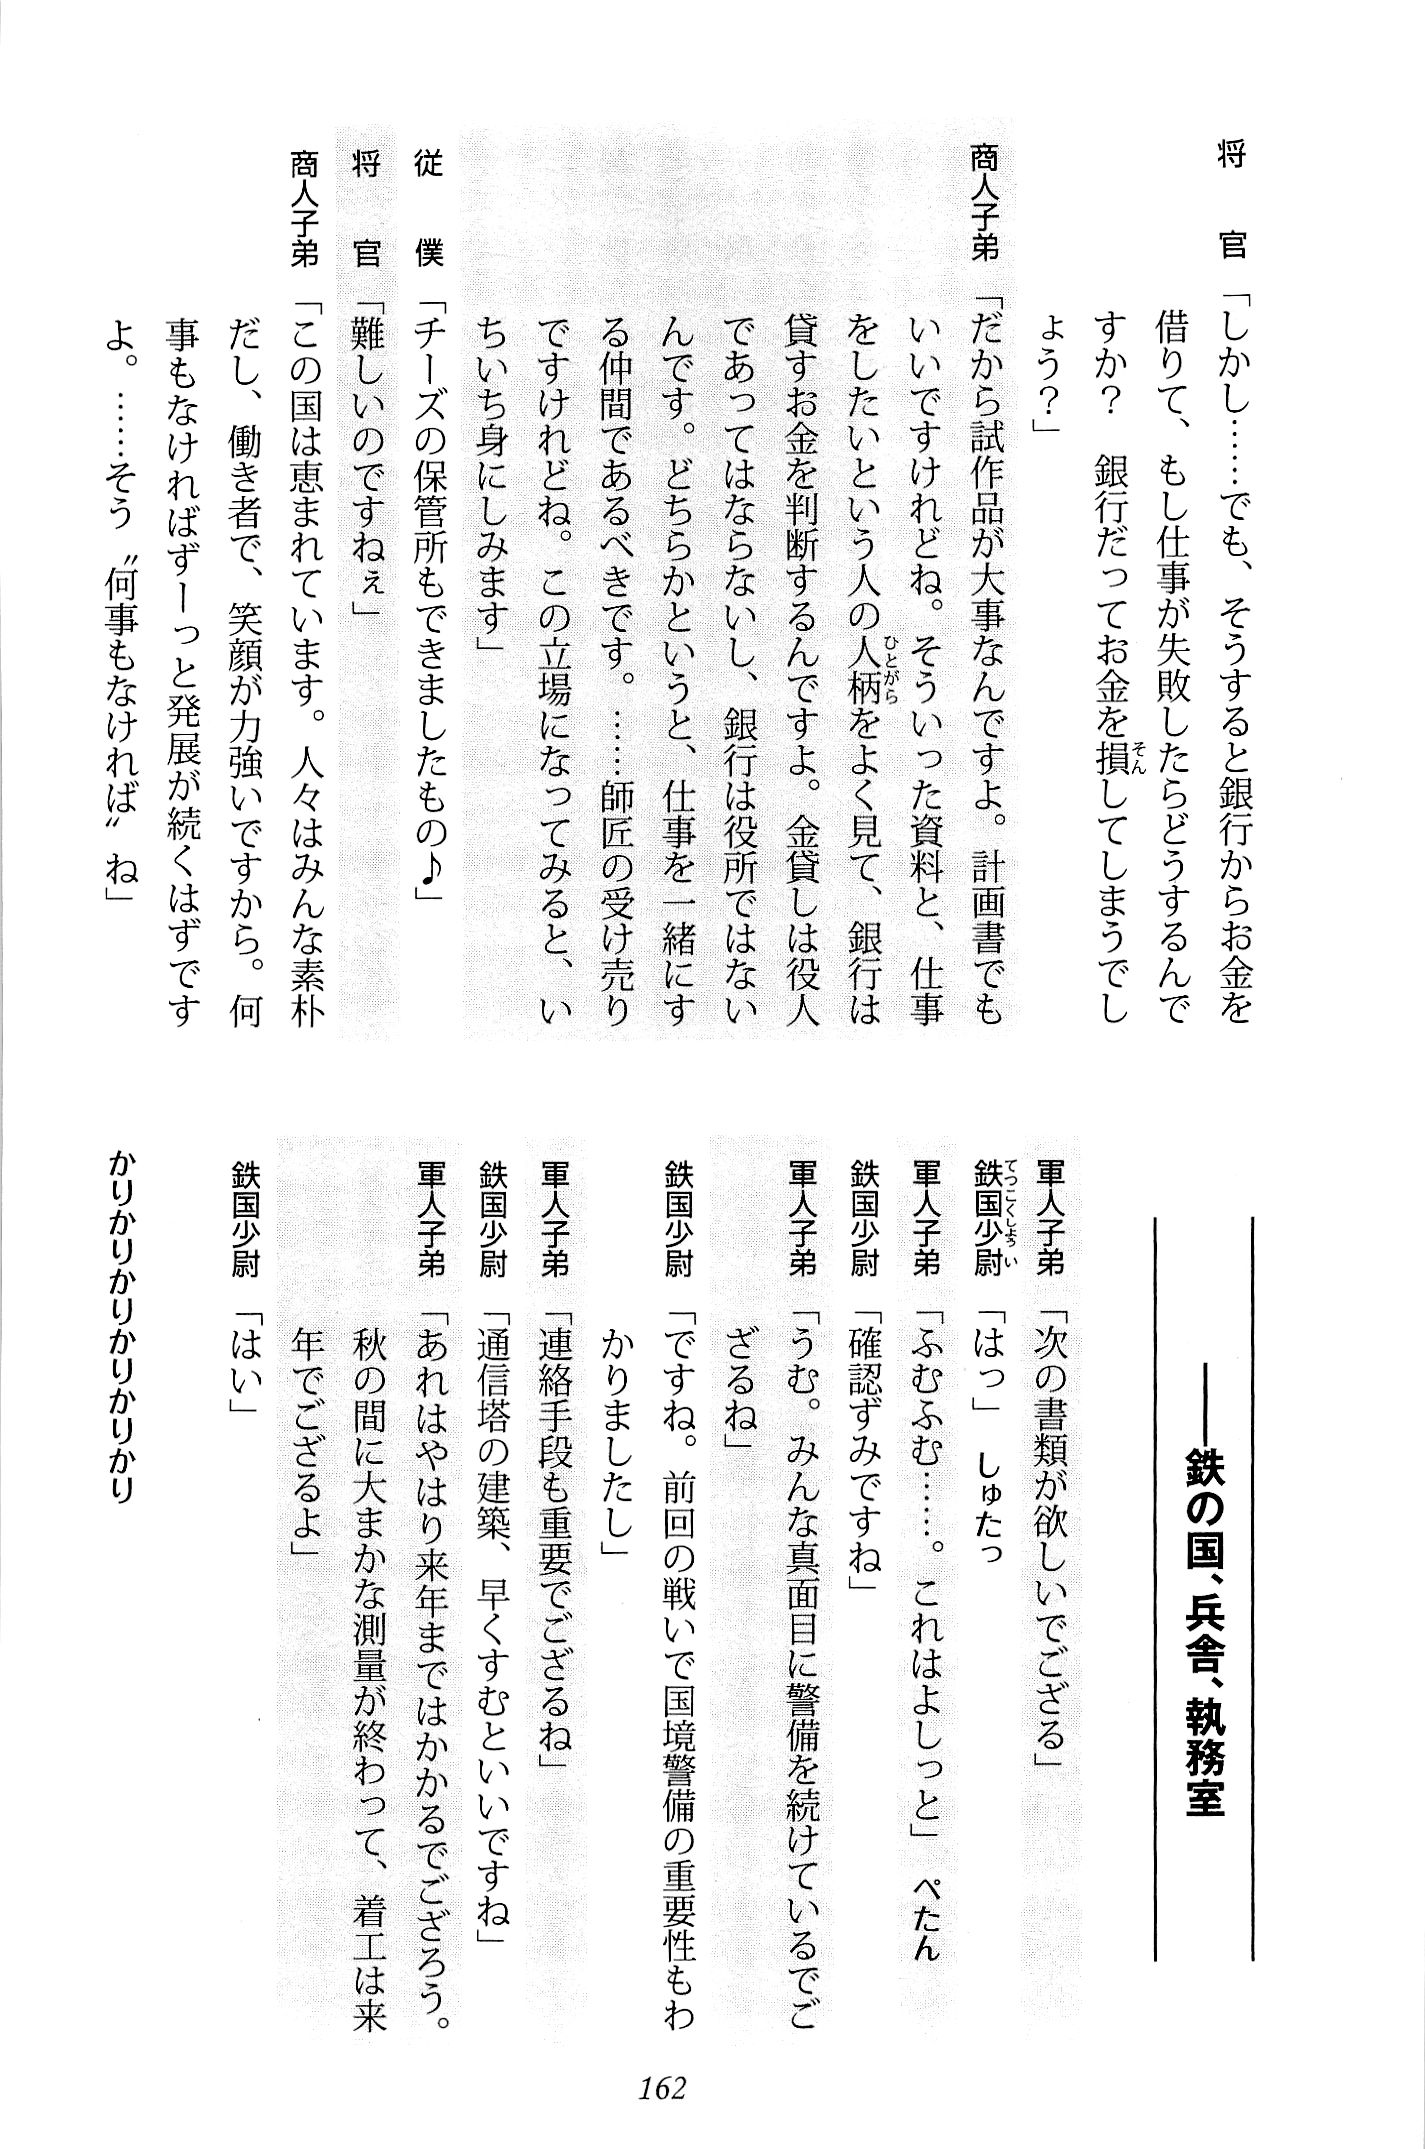 将　官「しかし……でも、そうすると銀行からお金を
借りて、もし仕事が失敗したらどうするんで
すか？　銀行だってお金を損してしまうでし
ょう？」
商人子弟「だから試作品が大事なんですよ。計画書でも
いいですけれどね。そういった資料と、仕事
をしたいという人の人柄をよく見て、銀行は
貸すお金を判断するんですよ。金貸しは役人
であってはならないし、銀行は役所ではない
んです。どちらかというと、仕事を一緒にす
る仲間であるべきです。……師匠の受け売り
ですけれどね。この立場になってみると、い
ちいち身にしみます」
従　僕「チーズの保管所もできましたもの♪」
将　官「難しいのですねぇ」
商人子弟「この国は恵まれています。人々はみんな素朴
だし、働き者で、笑顔が力強いですから。何
事もなければずーっと発展が続くはずです
よ。……そう〝何事もなければ〟ね」
――鉄の国、兵舎、執務室
軍人子弟「次の書類が欲しいでござる」
鉄国少尉「はっ」　しゅたっ
軍人子弟「ふむふむ……。これはよしっと」　ぺたん
鉄国少尉「確認ずみですね」
軍人子弟「うむ。みんな真面目に警備を続けているでご
ざるね」
鉄国少尉「ですね。前回の戦いで国境警備の重要性もわ
かりましたし」
軍人子弟「連絡手段も重要でござるね」
鉄国少尉「通信塔の建築、早くすむといいですね」
軍人子弟「あれはやはり来年まではかかるでござろう。
秋の間に大まかな測量が終わって、着工は来
年でござるよ」
鉄国少尉「はい」
かりかりかりかりかりかり
162